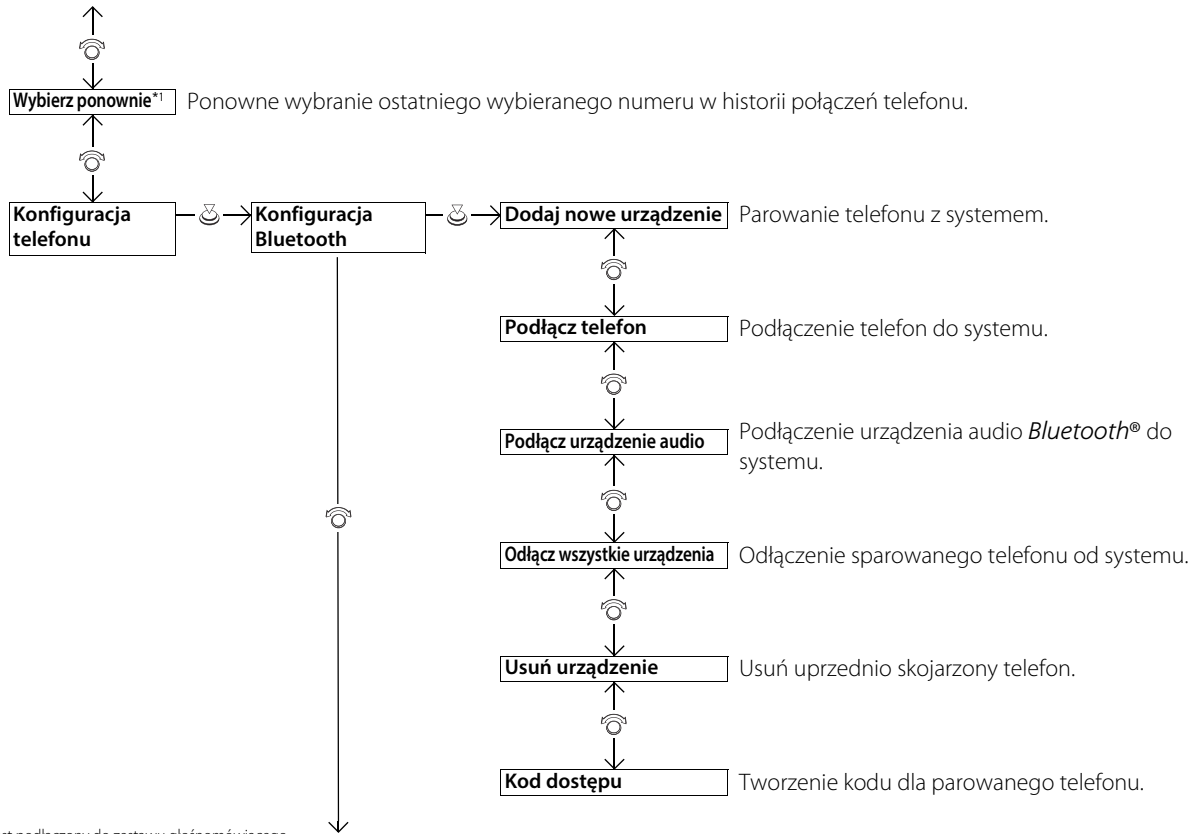 Wybierz ponownie*1 Ponowne wybranie ostatniego wybieranego numeru w historii połączeń telefonu.
Konfiguracja telefonu
Konfiguracja Bluetooth
Dodaj nowe urządzenie Parowanie telefonu z systemem.
Podłącz telefon Podłączenie telefon do systemu.
Podłącz urządzenie audio Podłączenie urządzenia audio Bluetooth® do
systemu.
Odłącz wszystkie urządzenia Odłączenie sparowanego telefonu od systemu.
Usuń urządzenie Usuń uprzednio skojarzony telefon.
Kod dostępu Tworzenie kodu dla parowanego telefonu.